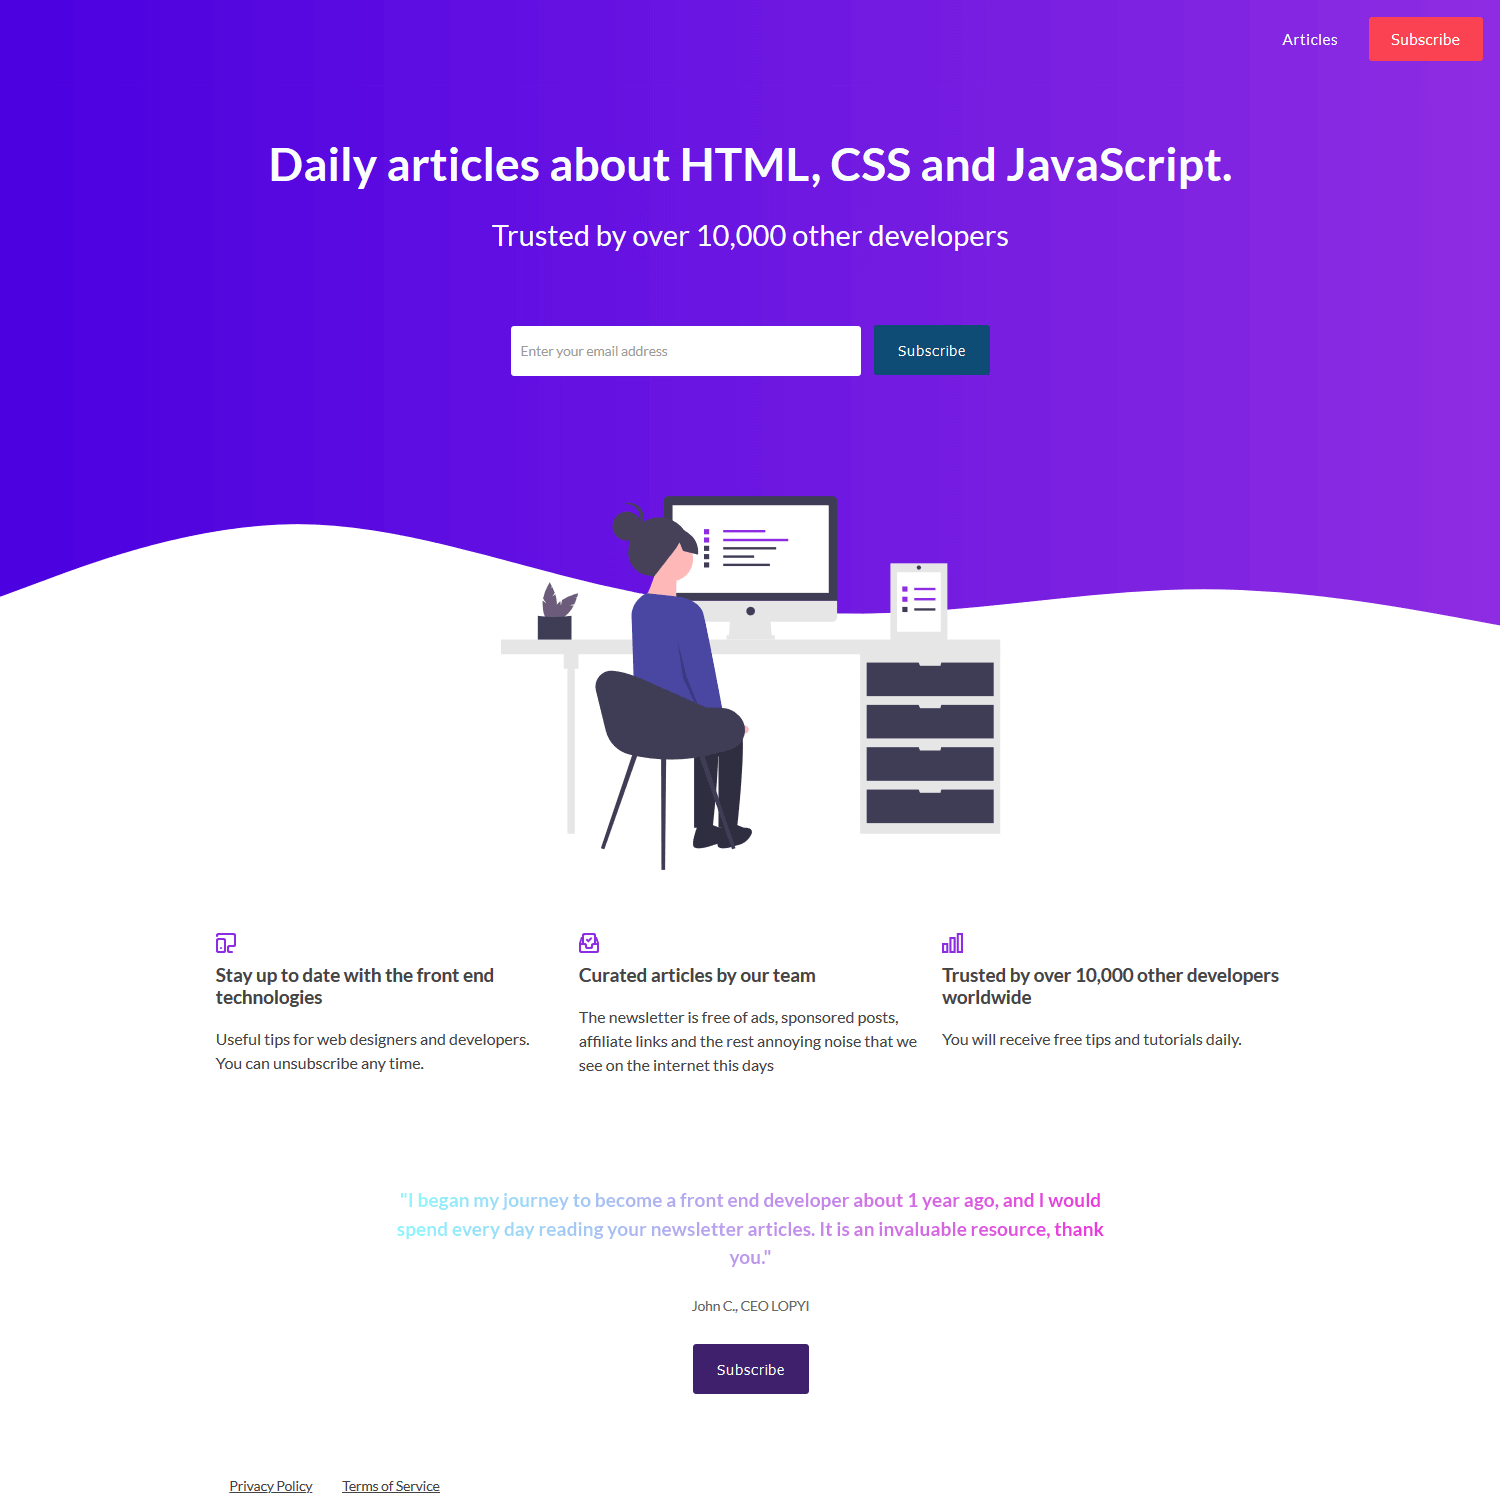 Articles
Subscribe
Daily articles about HTML, CSS and JavaScript.
Trusted by over 10,000 other developers
Enter your email address
Subscribe
Stay up to date with the front end
technologies
Useful tips for web designers and developers.
You can unsubscribe any time.
Curated articles by our team
The newsletter is free of ads, sponsored posts,
affiliate links and the rest annoying noise that we
see on the internet this days
Trusted by over 10,000 other developers
worldwide
You will receive free tips and tutorials daily.
"I began my journey to become a front end developer about 1 year ago, and I would
spend every day reading your newsletter articles. It is an invaluable resource, thank
you."
John C., CEO LOPYI
Subscribe
Privacy Policy
Terms of Service